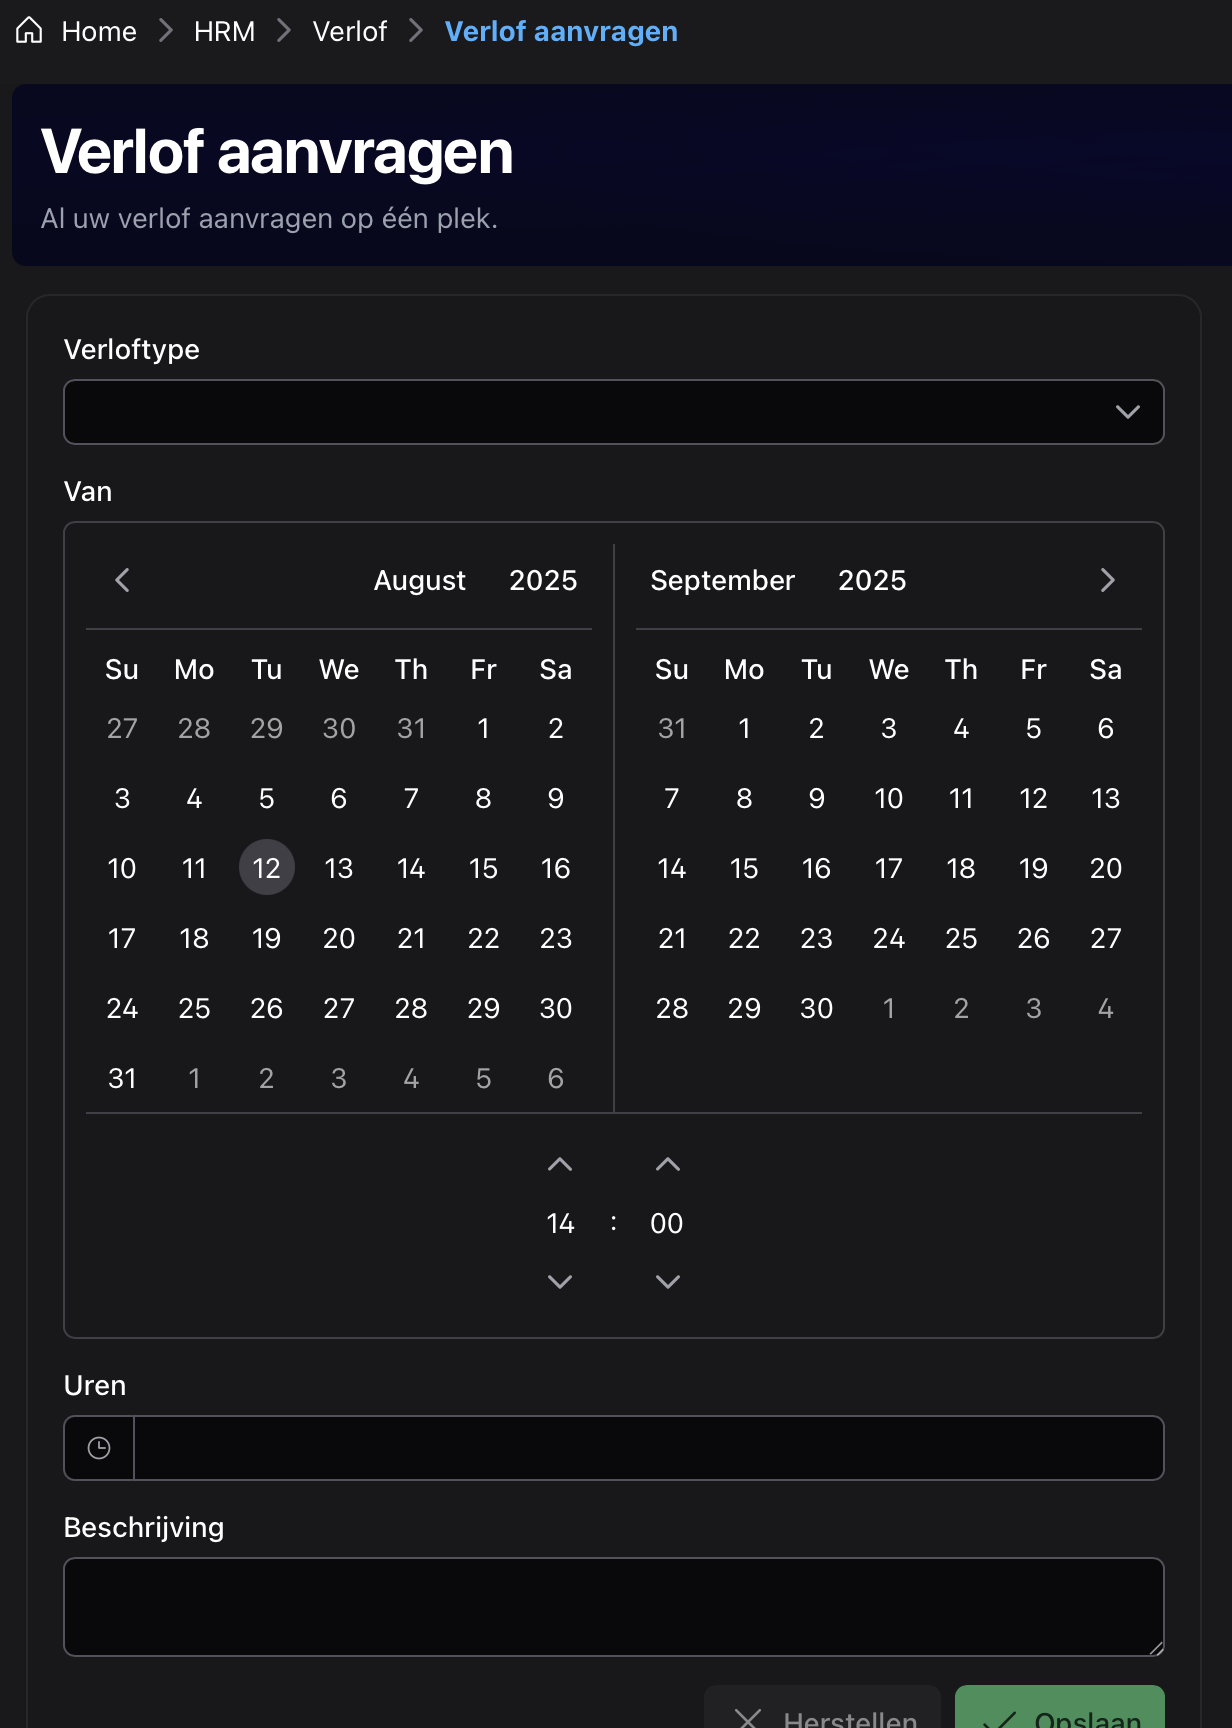 Home > HRM > Verlof > Verlof aanvragen
Verlof aanvragen
Al uw verlof aanvragen op één plek.
Verloftype
Van
August 2025
Su Mo Tu We Th Fr Sa
27 28 29 30 31 1 2
3 4 5 6 7 8 9
10 11 12 13 14 15 16
17 18 19 20 21 22 23
24 25 26 27 28 29 30
31 1 2 3 4 5 6
September 2025
Su Mo Tu We Th Fr Sa
31 1 2 3 4 5 6
7 8 9 10 11 12 13
14 15 16 17 18 19 20
21 22 23 24 25 26 27
28 29 30 1 2 3 4
14 : 00
Uren
Beschrijving
Herstellen Opslaan